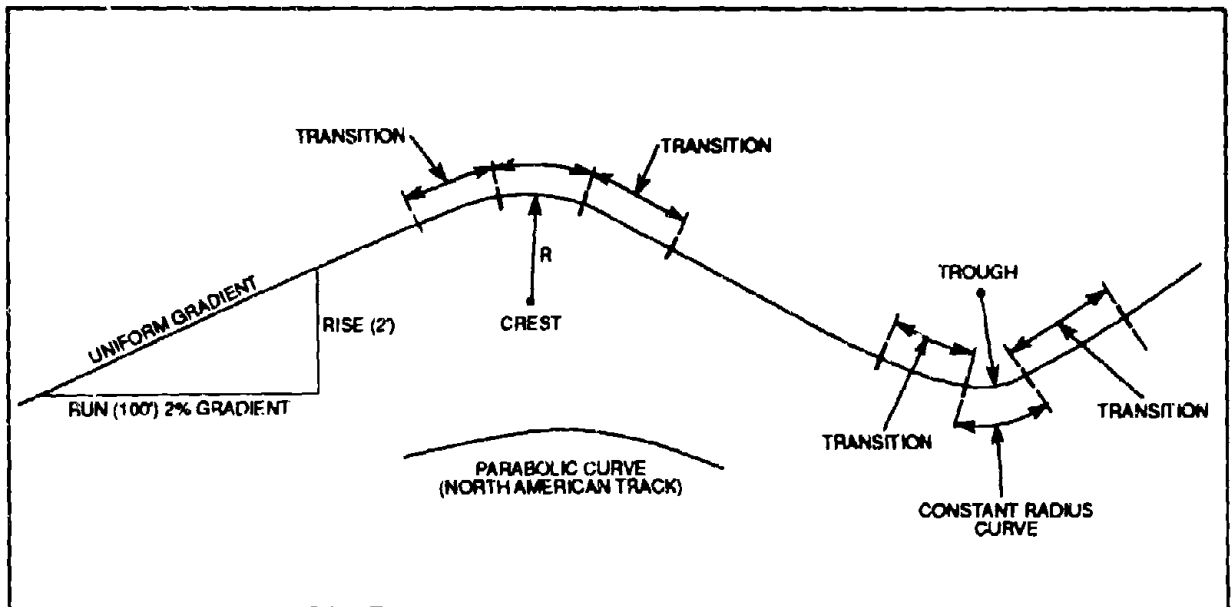 TRANSITION
TRANSITION
R
CREST
TROUGH
UNIFORM GRADIENT
RISE (2')
RUN (100') 2% GRADIENT
TRANSITION
TRANSITION
PARABOLIC CURVE
(NORTH AMERICAN TRACK)
CONSTANT RADIUS
CURVE